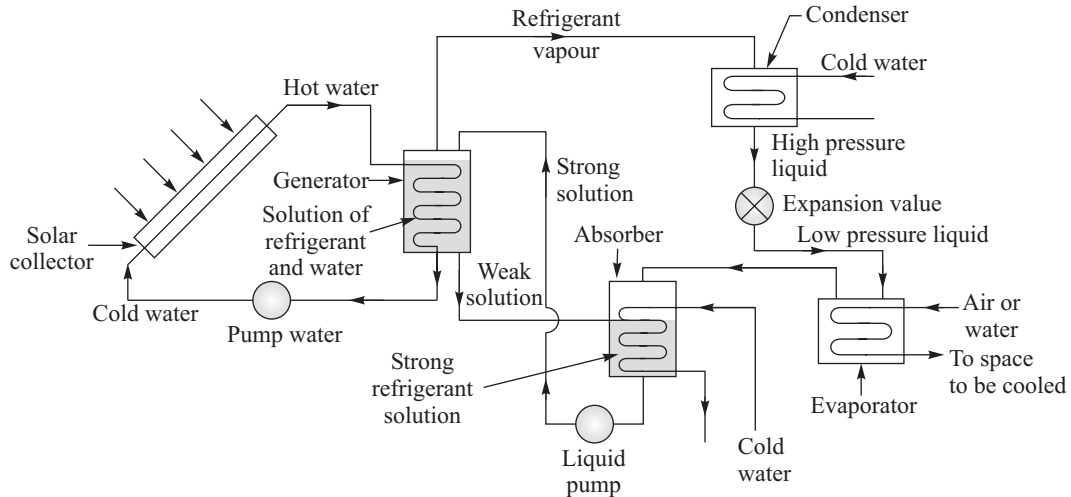 Refrigerant
vapour
Condenser
Cold water
Hot water
High pressure
liquid
Generator
Strong
solution
Solution of
refrigerant
and water
Expansion value
Solar
collector
Absorber
Low pressure liquid
Weak
solution
Cold water
Pump water
Air or
water
Strong
refrigerant
solution
To space
to be cooled
Evaporator
Liquid
pump
Cold
water